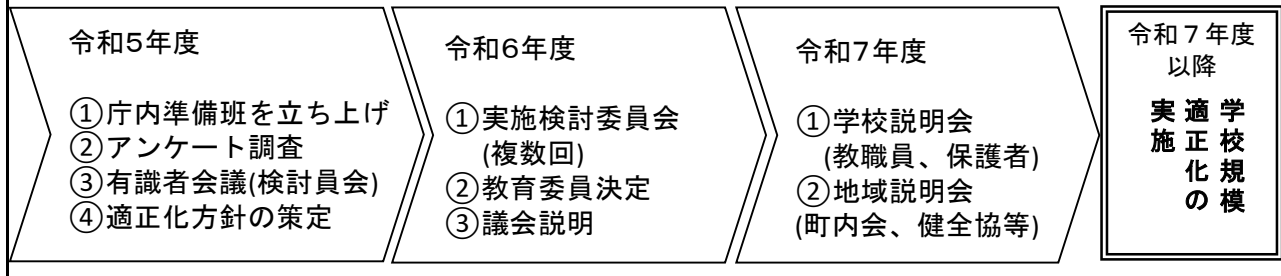 令和5年度
①庁内準備班を立ち上げ
②アンケート調査
③有識者会議(検討員会)
④適正化方針の策定
令和6年度
①実施検討委員会
(複数回)
②教育委員決定
③議会説明
令和7年度
①学校説明会
(教職員、保護者)
②地域説明会
(町内会、健全協等)
令和７年度
以降
学校規模
適正化の
実施